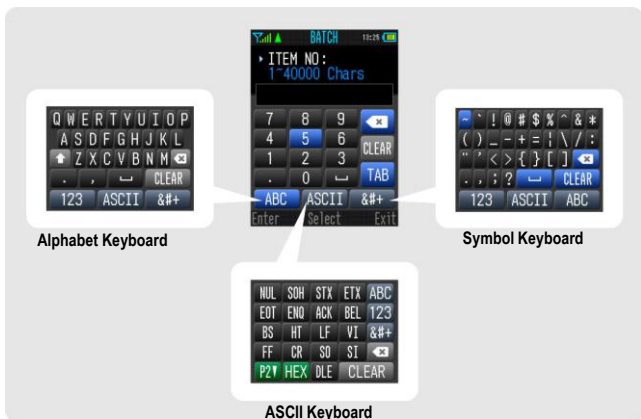 BATCH 13:25
ITEM NO:
1~40000 Chars
7 8 9
4 5 6 CLEAR
1 2 3
. 0 TAB
ABC ASCII &#+
Enter Select Exit
Q W E R T Y U I O P
A S D F G H J K L
Z X C V B N M
. , CLEAR
123 ASCII &#+
Alphabet Keyboard
~ ` ! @ # $ % ^ & *
( ) _ - + = ¦ \ / :
" ' < > { } [ ]
. , ; ? CLEAR
123 ASCII ABC
Symbol Keyboard
NUL SOH STX ETX ABC
EOT ENQ ACK BEL 123
BS HT LF VT &#+
FF CR SO SI
P2 HEX DLE CLEAR
ASCII Keyboard